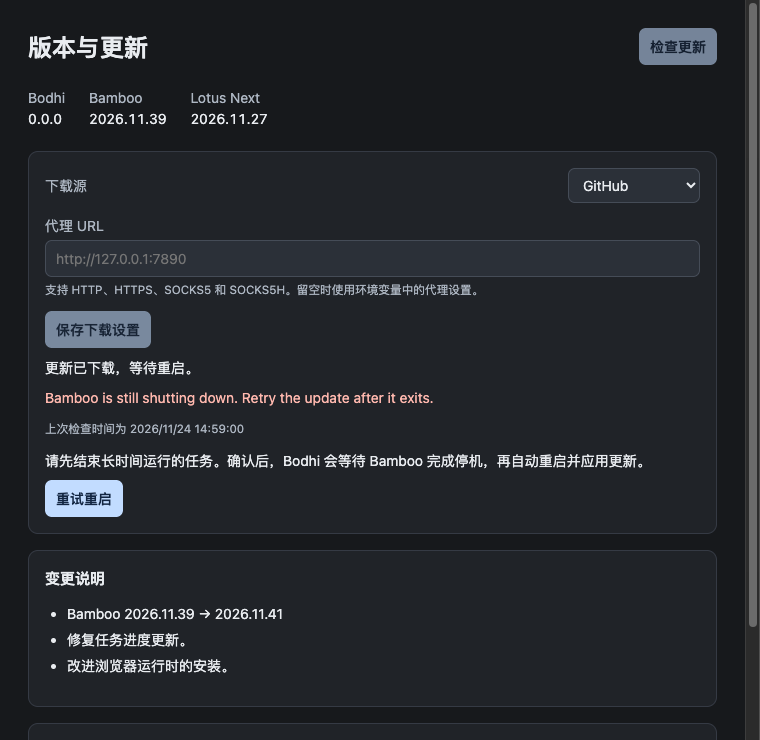 版本与更新
检查更新
Bodhi Bamboo Lotus Next
0.0.0 2026.11.39 2026.11.27
下载源
GitHub
代理 URL
http://127.0.0.1:7890
支持 HTTP、HTTPS、SOCKS5 和 SOCKS5H。留空时使用环境变量中的代理设置。
保存下载设置
更新已下载，等待重启。
Bamboo is still shutting down. Retry the update after it exits.
上次检查时间为 2026/11/24 14:59:00
请先结束长时间运行的任务。确认后，Bodhi 会等待 Bamboo 完成停机，再自动重启并应用更新。
重试重启
变更说明
• Bamboo 2026.11.39 → 2026.11.41
• 修复任务进度更新。
• 改进浏览器运行时的安装。